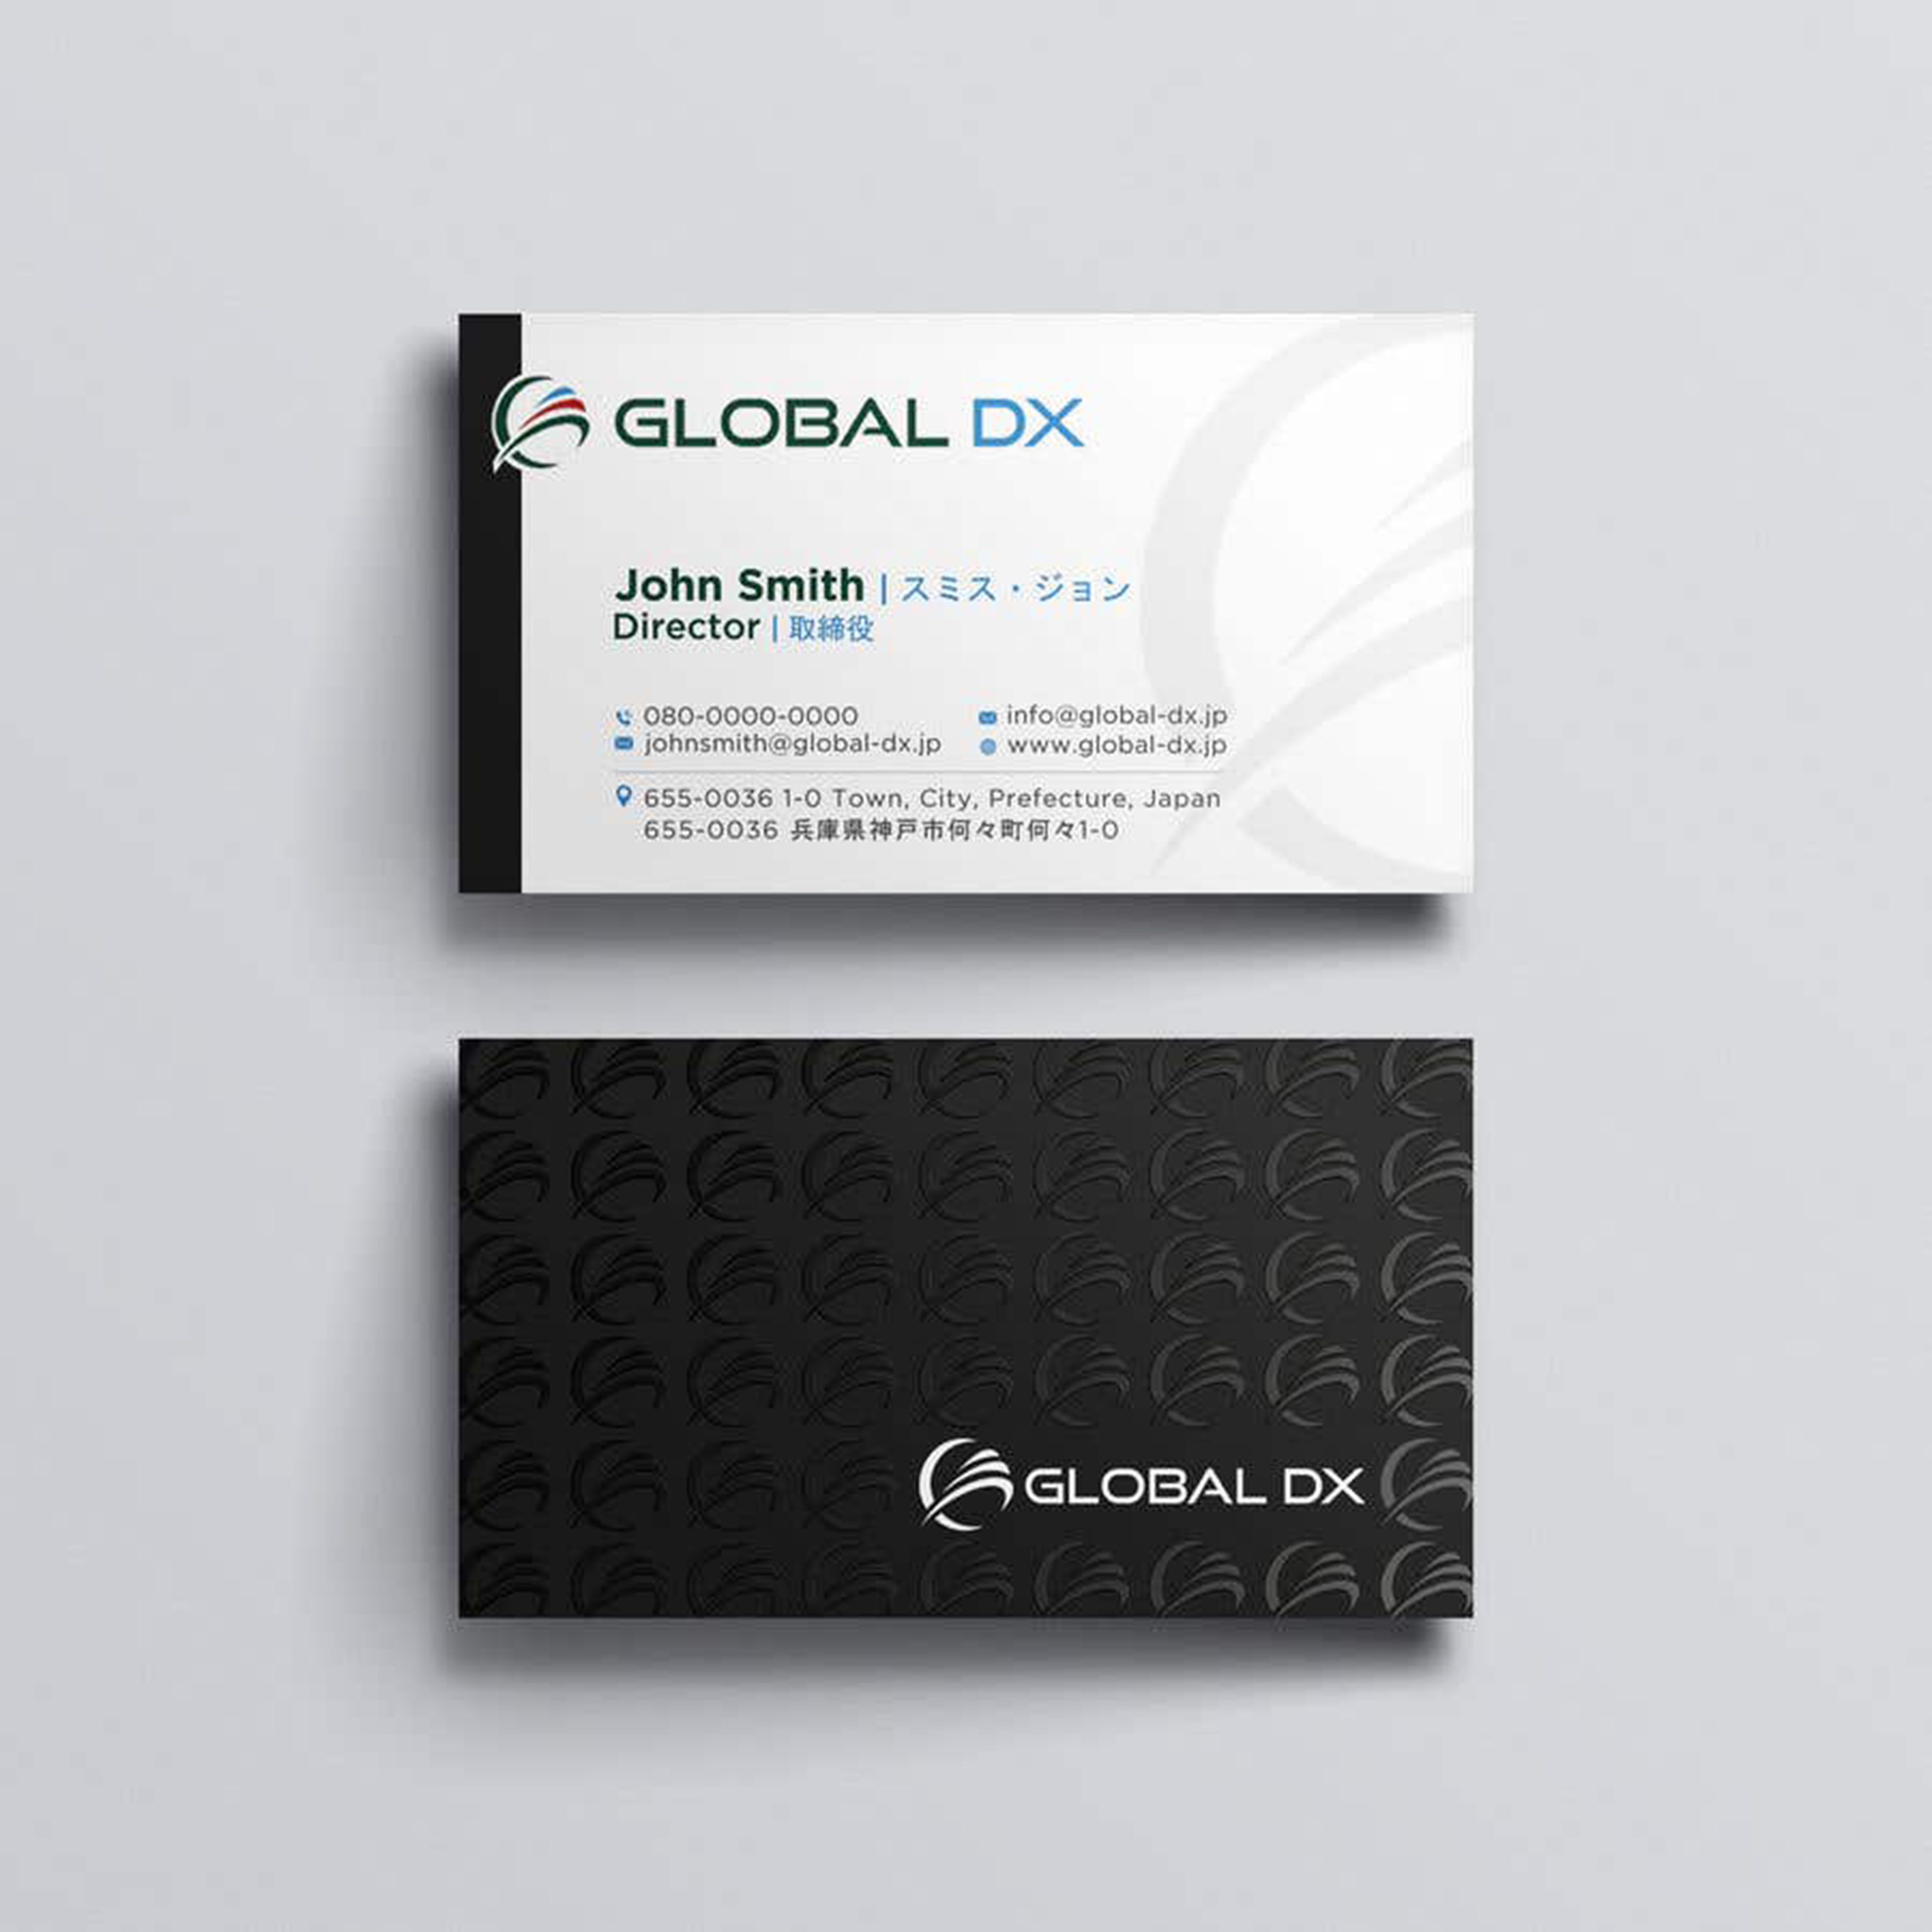 GLOBAL DX
John Smith | スミス・ジョン
Director | 取締役
080-0000-0000
johnsmith@global-dx.jp
info@global-dx.jp
www.global-dx.jp
655-0036 1-0 Town, City, Prefecture, Japan
655-0036 兵庫県神戸市何々町何々1-0
GLOBAL DX